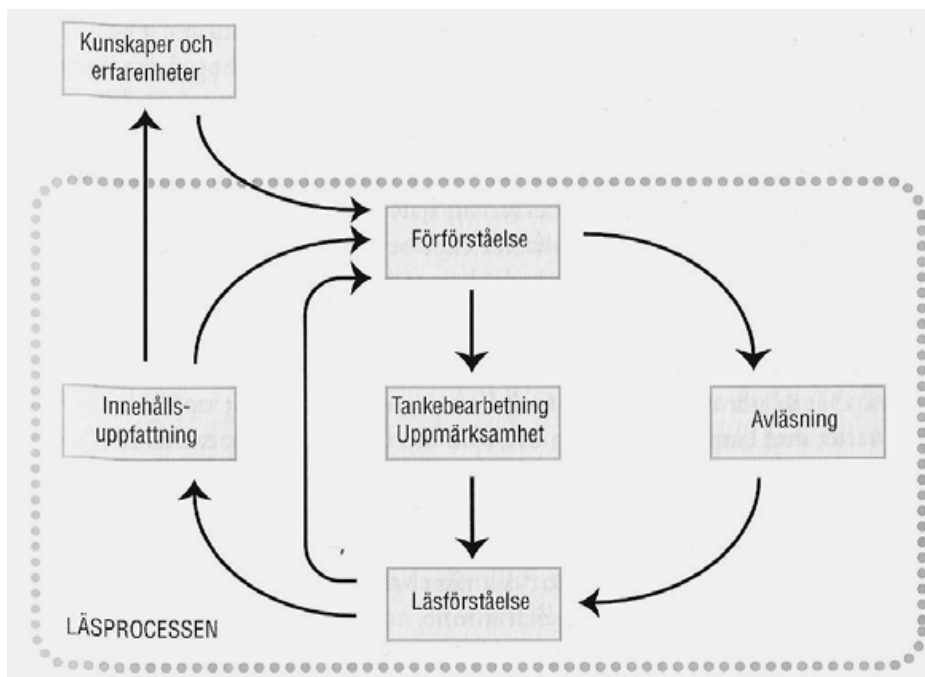 Kunskaper och
erfarenheter
Förförståelse
Innehålls-
uppfattning
Tankebearbetning
Uppmärksamhet
Avläsning
Läsförståelse
LÄSPROCESSEN